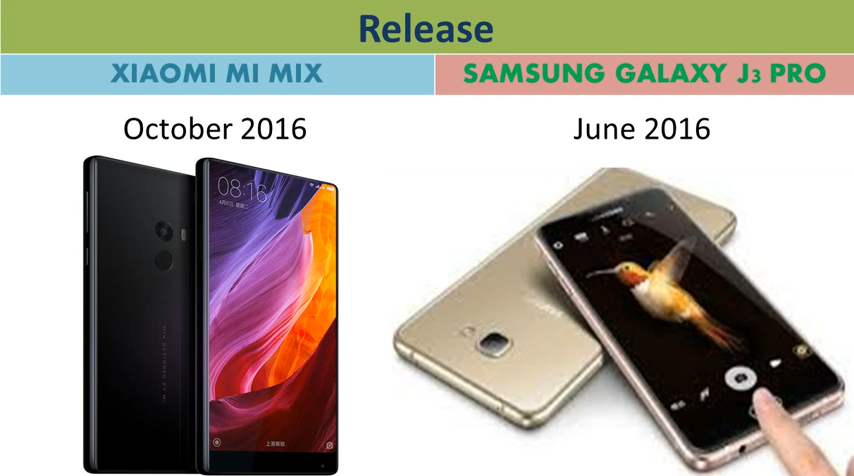 Release
XIAOMI MI MIX
SAMSUNG GALAXY J3 PRO
October 2016
June 2016
08:16